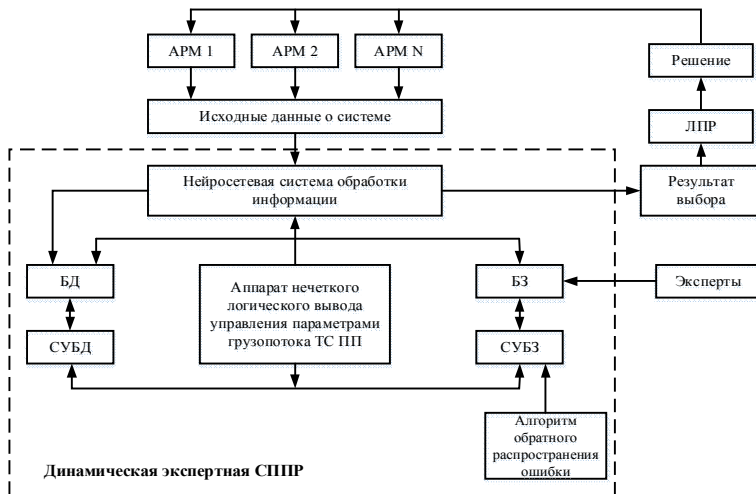 АРМ 1
АРМ 2
АРМ N
Решение
Исходные данные о системе
ЛПР
Нейросетевая система обработки
информации
Результат
выбора
БД
Аппарат нечеткого
логического вывода
управления параметрами
грузопотока ТС ПП
БЗ
Эксперты
СУБД
СУБЗ
Алгоритм
обратного
распространения
ошибки
Динамическая экспертная СППР